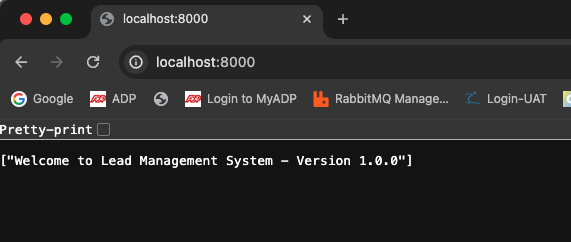 localhost:8000
localhost:8000
Google ADP Login to MyADP RabbitMQ Manage... Login-UAT
Pretty-print
["Welcome to Lead Management System - Version 1.0.0"]